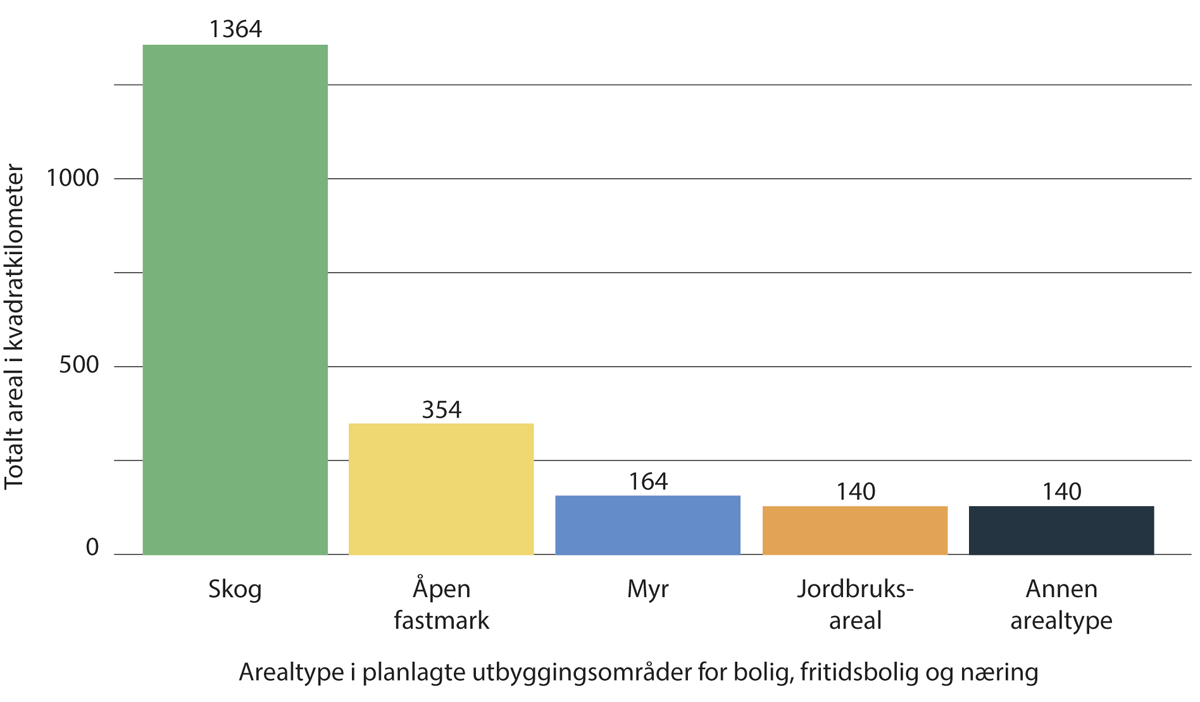 Totalt areal i kvadratkilometer
1364
1000
500
354
164
140
140
0
Skog
Åpen
fastmark
Myr
Jordbruks-
areal
Annen
arealtype
Arealtype i planlagte utbyggingsområder for bolig, fritidsbolig og næring